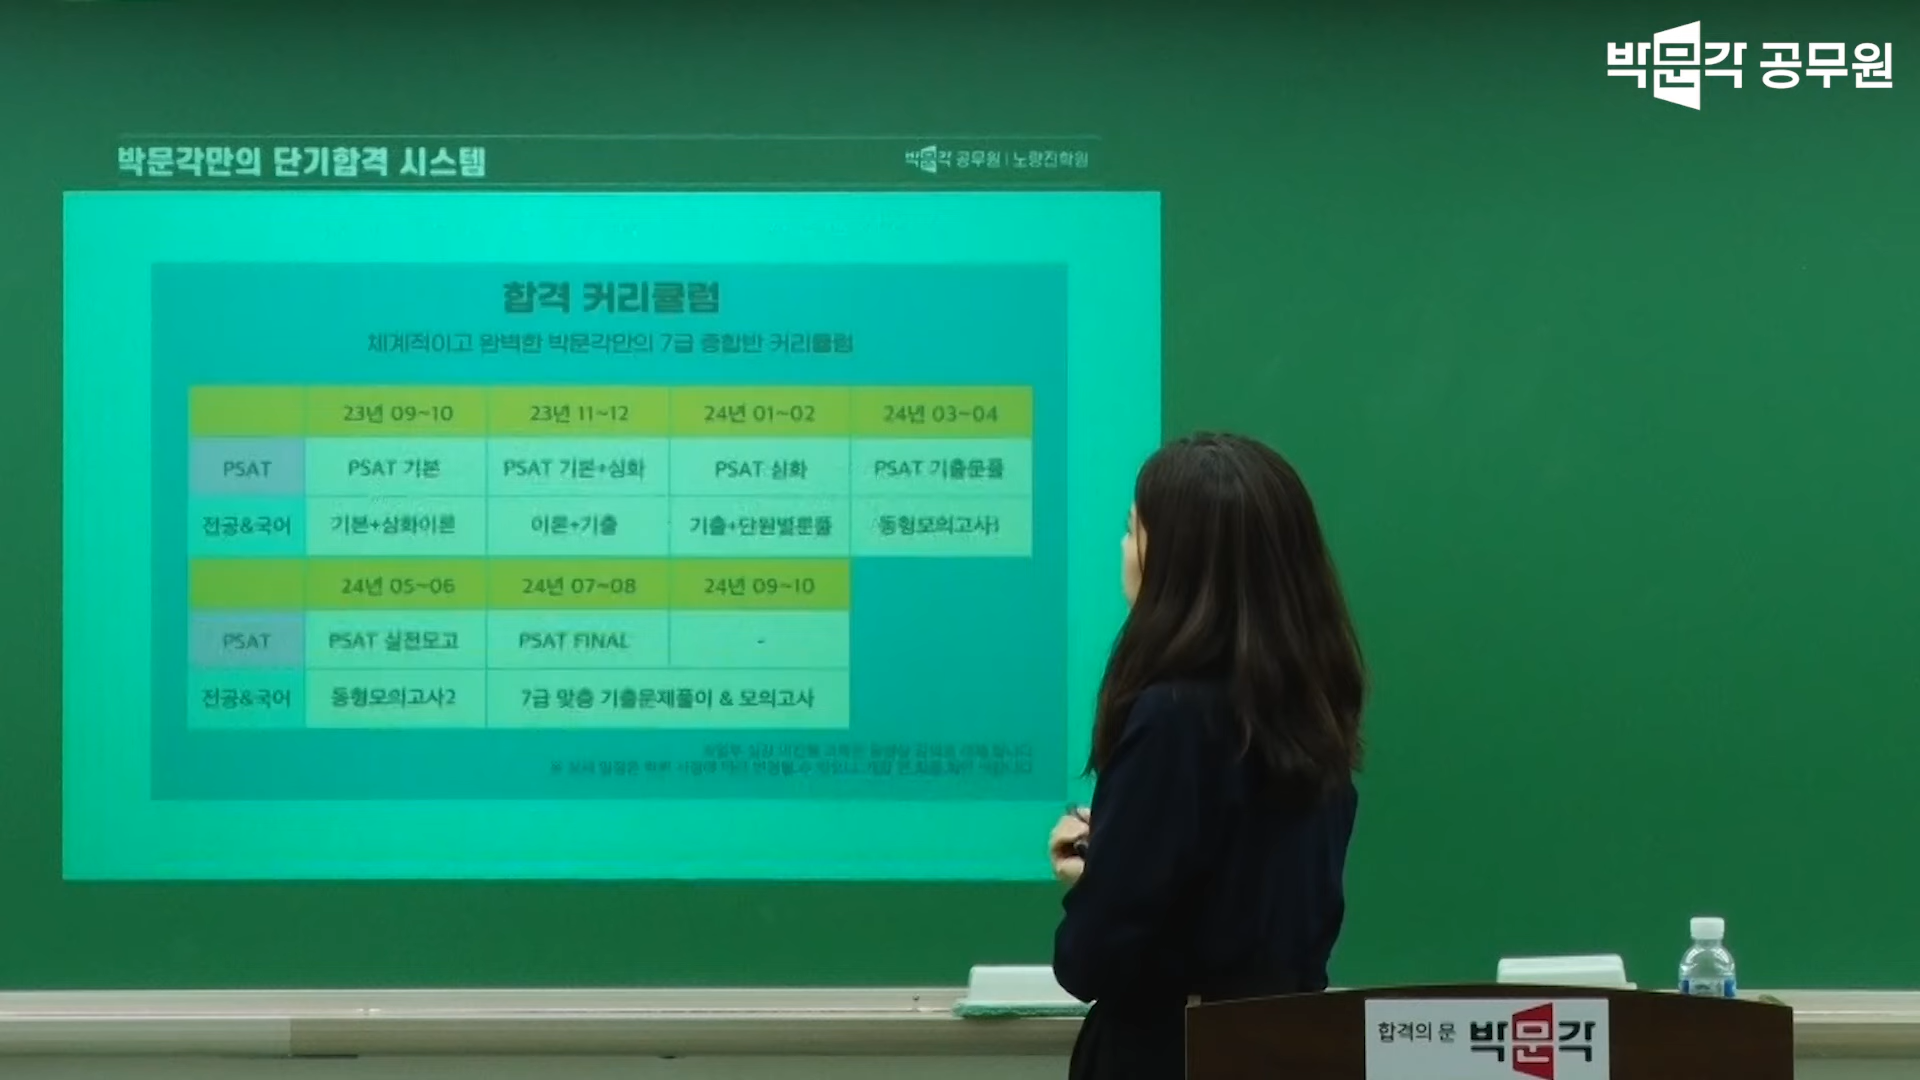 박문각 공무원
박문각만의 단기합격 시스템
박문각 공무원 | 노량진학원
합격 커리큘럼
체계적이고 완벽한 박문각만의 7급 종합반 커리큘럼
23년 09~10 23년 11~12 24년 01~02 24년 03~04
PSAT PSAT 기본 PSAT 기본+심화 PSAT 심화 PSAT 기출문풀
전공&국어 기본+심화이론 이론+기출 기출+단원별문풀 동형모의고사1
24년 05~06 24년 07~08 24년 09~10
PSAT PSAT 실전모고 PSAT FINAL -
전공&국어 동형모의고사2 7급 맞춤 기출문제풀이 & 모의고사
합격의 문 박문각